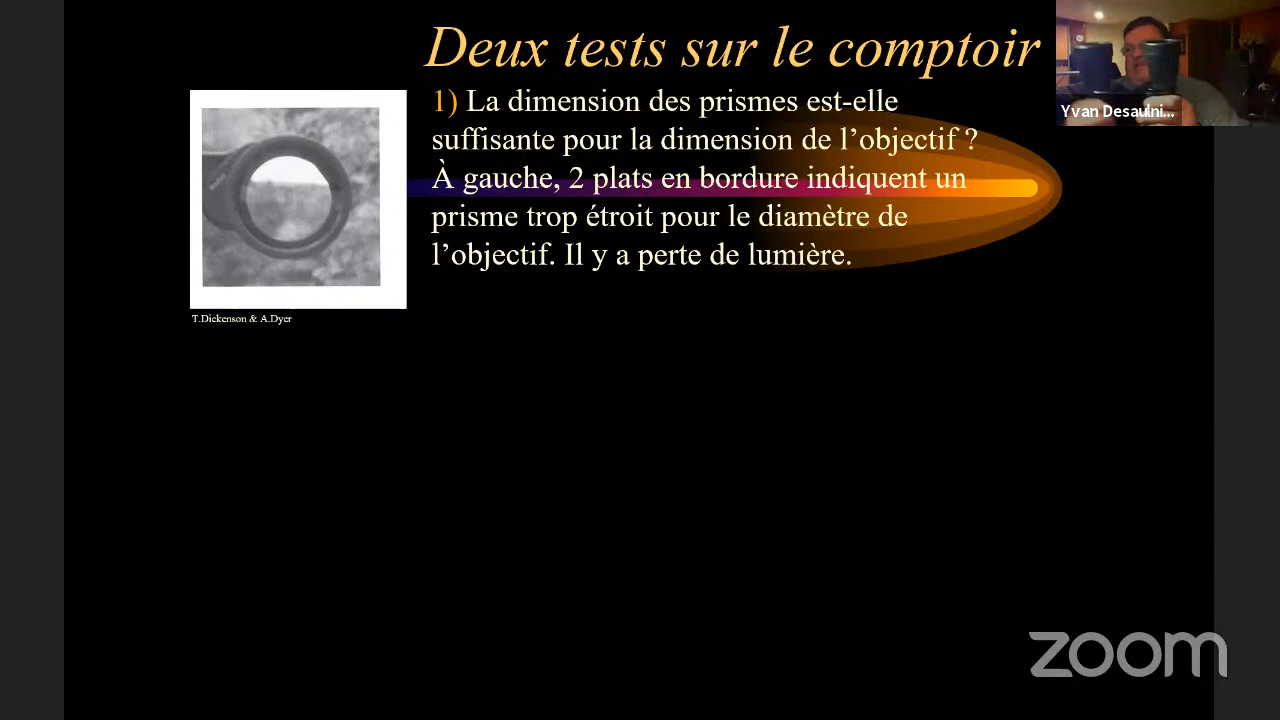 Deux tests sur le comptoir
1) La dimension des prismes est-elle
suffisante pour la dimension de l’objectif ?
À gauche, 2 plats en bordure indiquent un
prisme trop étroit pour le diamètre de
l’objectif. Il y a perte de lumière.
T.Dickenson & A.Dyer
Yvan Desaulni...
zoom